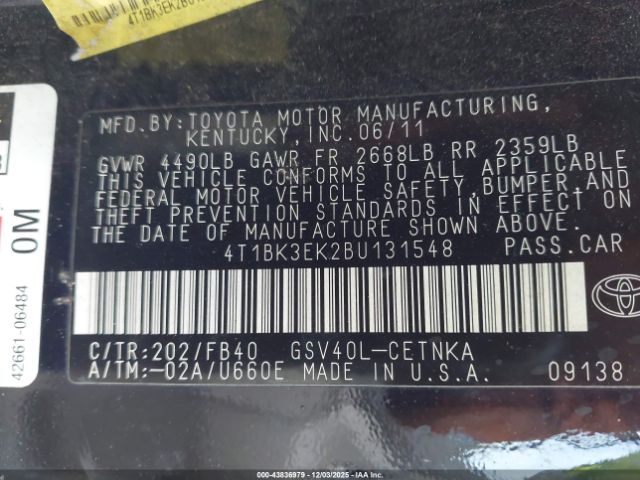 4T1BK3EK2BU13
MFD.BY:TOYOTA MOTOR MANUFACTURING,
KENTUCKY,INC.06/11
GVWR 4490LB GAWR FR 2668LB RR 2359LB
THIS VEHICLE CONFORMS TO ALL APPLICABLE
FEDERAL MOTOR VEHICLE SAFETY,BUMPER,AND
THEFT PREVENTION STANDARDS IN EFFECT ON
THE DATE OF MANUFACTURE SHOWN ABOVE.
4T1BK3EK2BU131548 PASS.CAR
C/TR:202/FB40 GSV40L-CETNKA
A/TM:-02A/U660E MADE IN U.S.A. 09138
0M
42661-06484
000-43836979 - 12/03/2025 - IAAI.COM